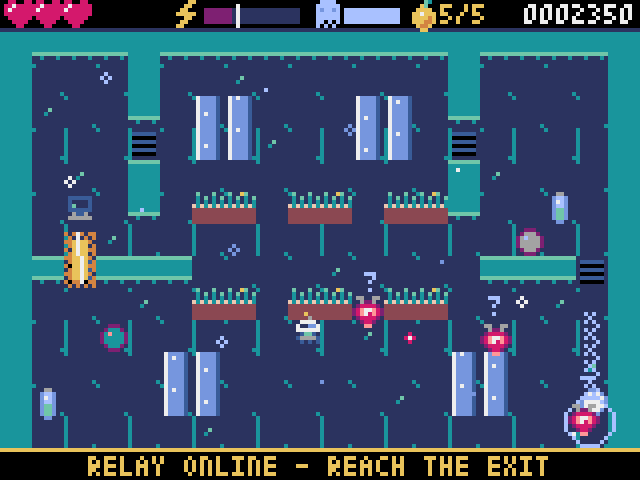 5/5 0002350
?
?
RELAY ONLINE - REACH THE EXIT